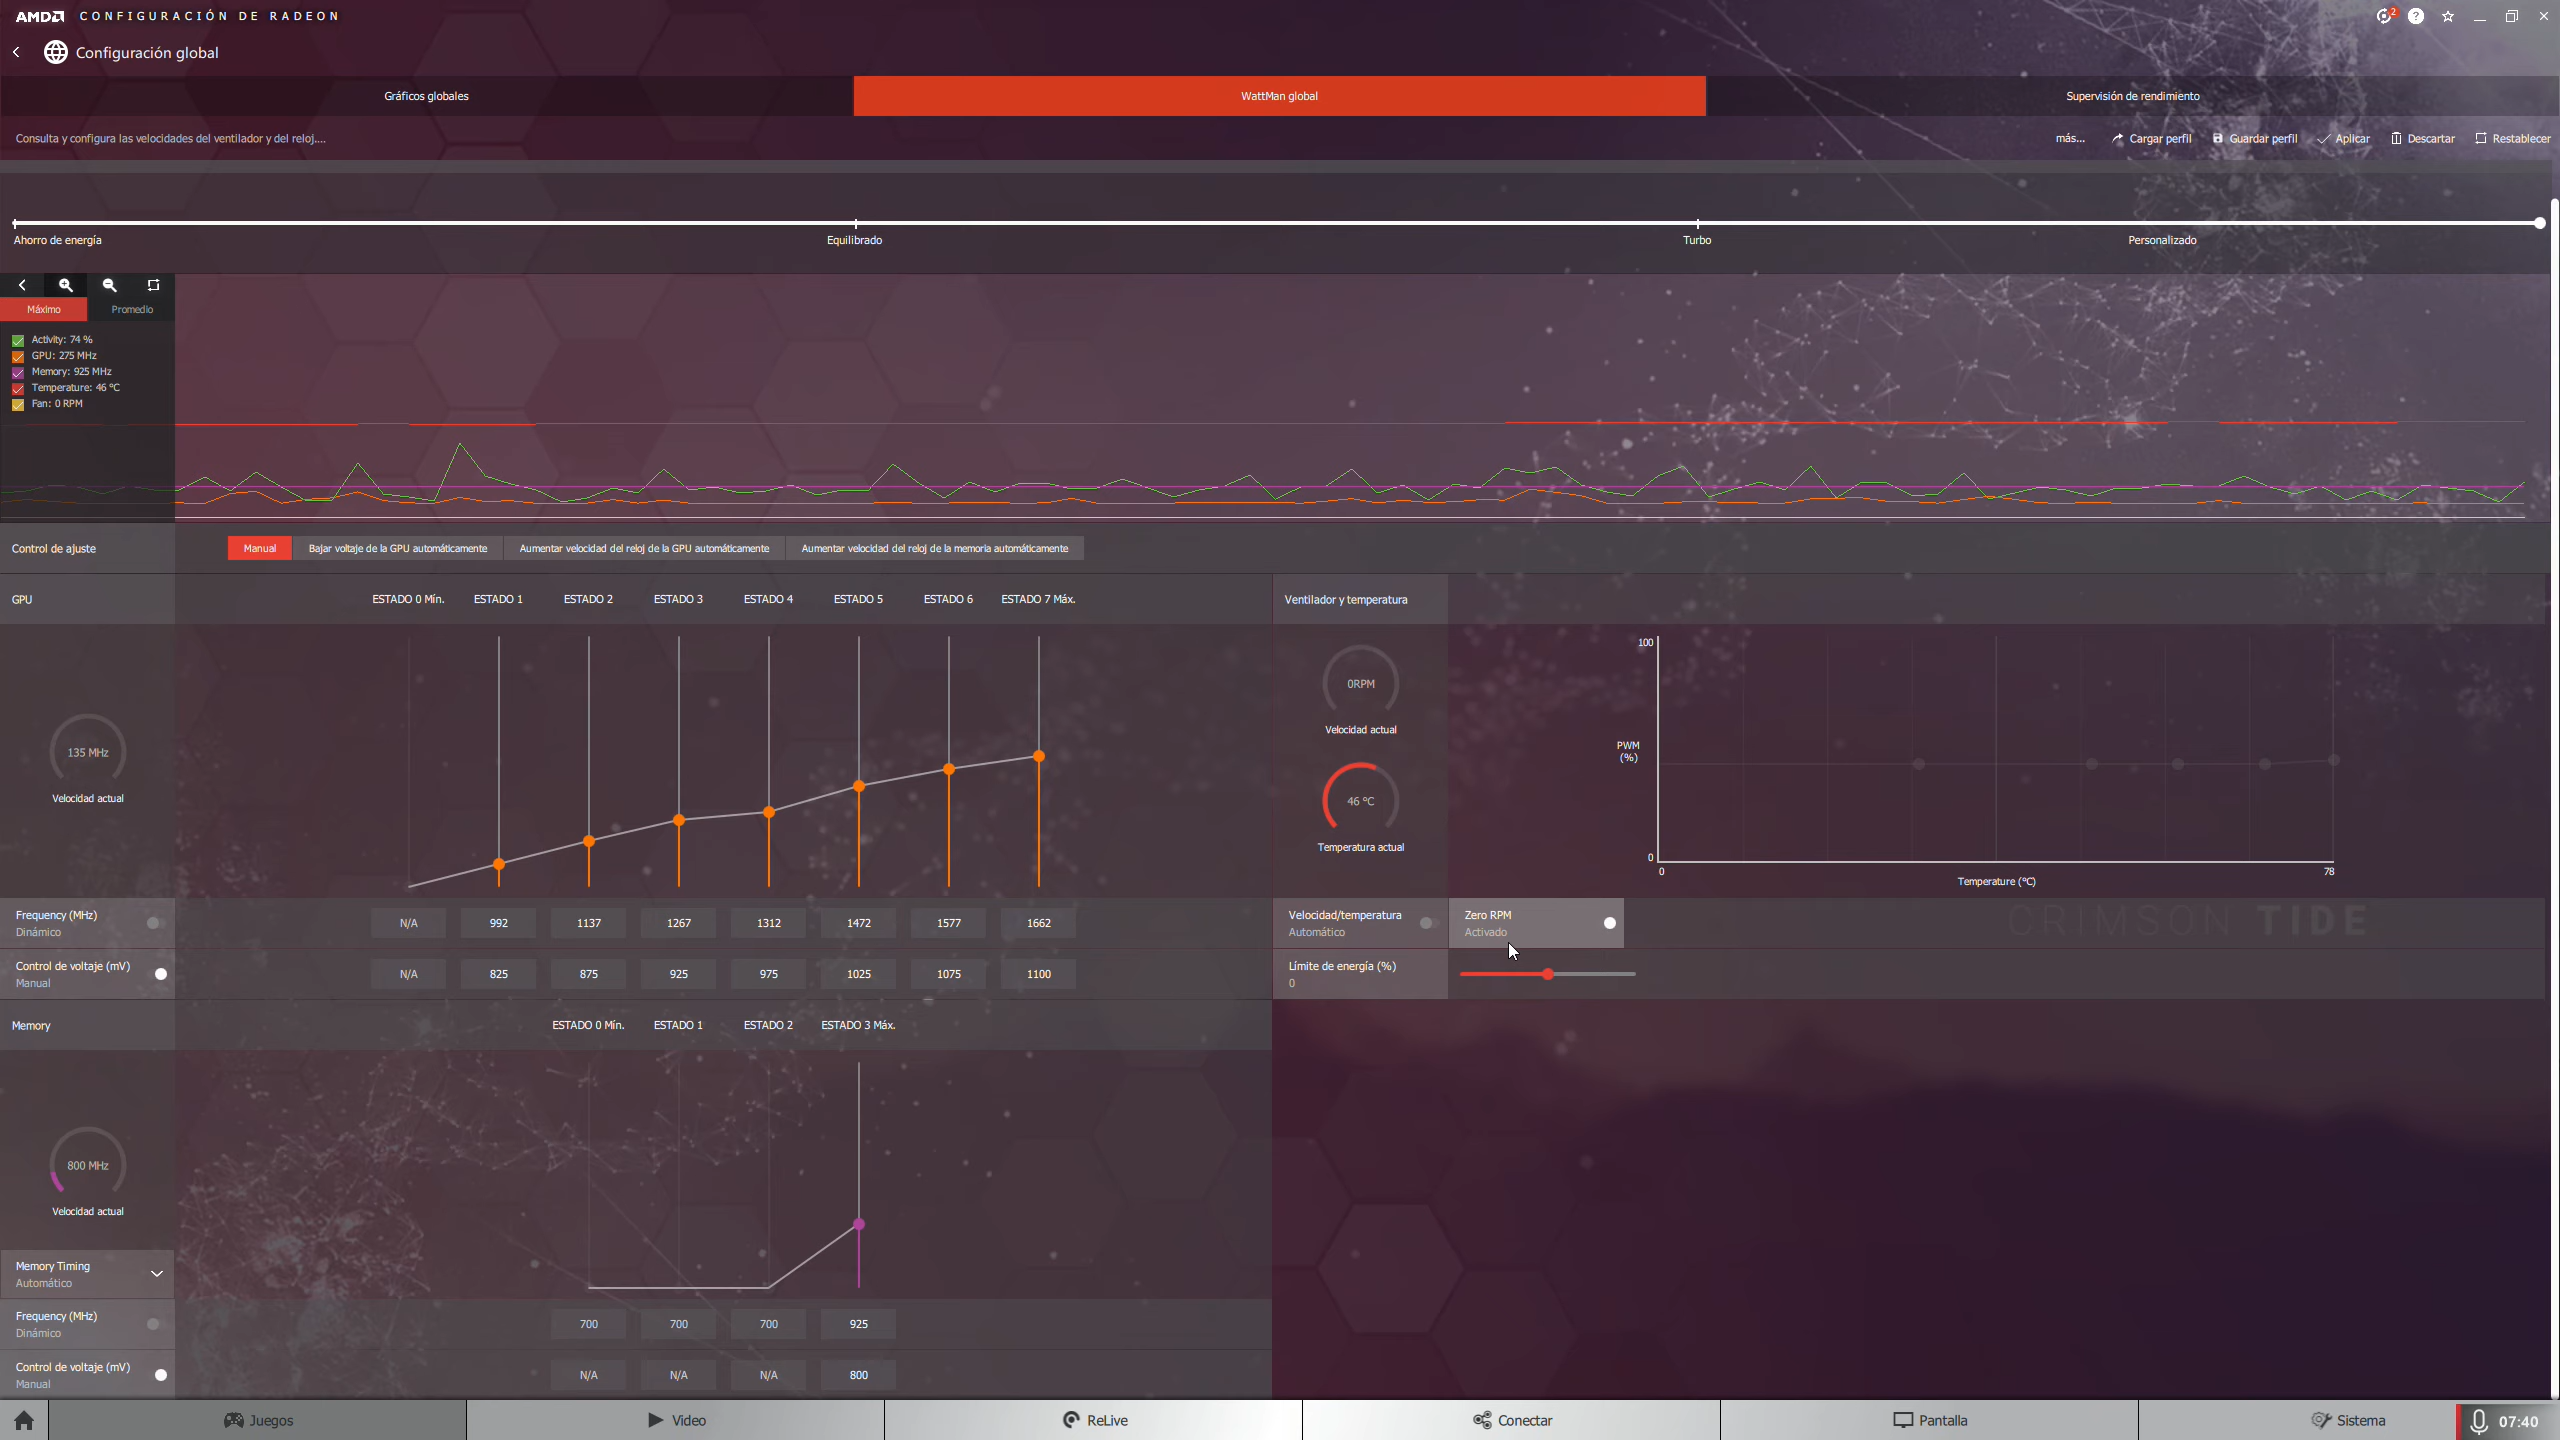 AMD CONFIGURACIÓN DE RADEON
2
Configuración global
Gráficos globales
WattMan global
Supervisión de rendimiento
Consulta y configura las velocidades del ventilador y del reloj....
más...
Cargar perfil
Guardar perfil
Aplicar
Descartar
Restablecer
Ahorro de energía
Equilibrado
Turbo
Personalizado
Máximo
Promedio
Activity: 74 %
GPU: 275 MHz
Memory: 925 MHz
Temperature: 46 °C
Fan: 0 RPM
Control de ajuste
Manual
Bajar voltaje de la GPU automáticamente
Aumentar velocidad del reloj de la GPU automáticamente
Aumentar velocidad del reloj de la memoria automáticamente
GPU
ESTADO 0 Mín. ESTADO 1 ESTADO 2 ESTADO 3 ESTADO 4 ESTADO 5 ESTADO 6 ESTADO 7 Máx.
135 MHz
Velocidad actual
Frequency (MHz)
Dinámico
N/A 992 1137 1267 1312 1472 1577 1662
Control de voltaje (mV)
Manual
N/A 825 875 925 975 1025 1075 1100
Ventilador y temperatura
0RPM
Velocidad actual
46 °C
Temperatura actual
100
PWM
(%)
0
0
78
Temperature (°C)
Velocidad/temperatura
Automático
Zero RPM
Activado
CRIMSON TIDE
Límite de energía (%)
0
Memory
ESTADO 0 Mín. ESTADO 1 ESTADO 2 ESTADO 3 Máx.
800 MHz
Velocidad actual
Memory Timing
Automático
Frequency (MHz)
Dinámico
700 700 700 925
Control de voltaje (mV)
Manual
N/A N/A N/A 800
Juegos
Video
ReLive
Conectar
Pantalla
Sistema
07:40